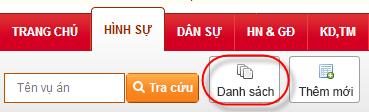 TRANG CHỦ HÌNH SỰ DÂN SỰ HN & GĐ KD,TM
Tên vụ án Tra cứu Danh sách Thêm mới